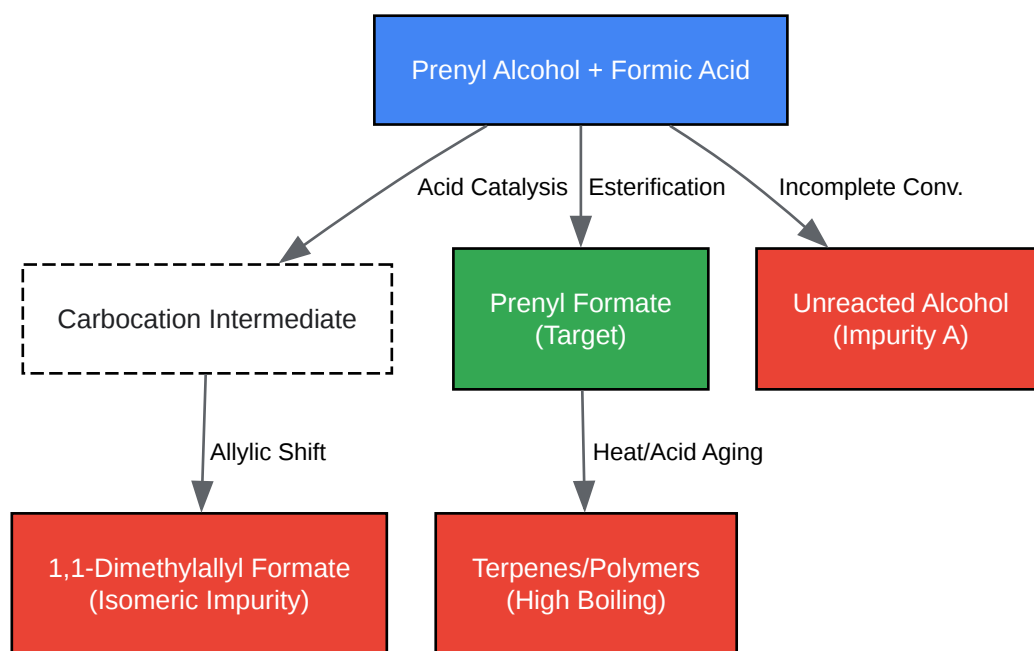 Prenyl Alcohol + Formic Acid
Acid Catalysis
Esterification
Incomplete Conv.
Carbocation Intermediate
Prenyl Formate
(Target)
Unreacted Alcohol
(Impurity A)
Allylic Shift
Heat/Acid Aging
1,1-Dimethylallyl Formate
(Isomeric Impurity)
Terpenes/Polymers
(High Boiling)